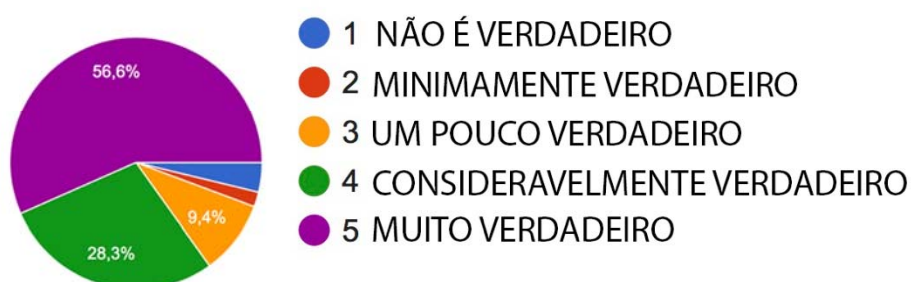 56,6%
9,4%
28,3%
1 NÃO É VERDADEIRO
2 MINIMAMENTE VERDADEIRO
3 UM POUCO VERDADEIRO
4 CONSIDERAVELMENTE VERDADEIRO
5 MUITO VERDADEIRO